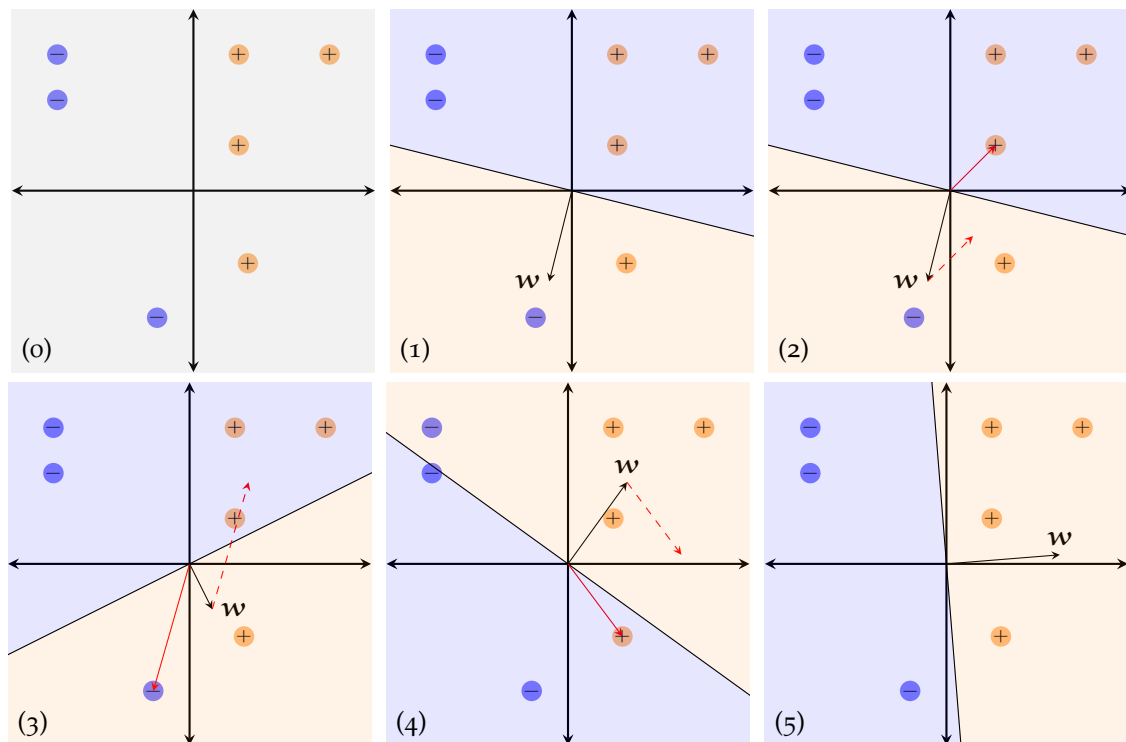 − + +
−
+
+
−
(0)
− + +
−
+
w
+
−
(1)
− + +
−
+
w
+
−
(2)
− + +
−
+
w
+
−
(3)
− + +
w
−
+
+
−
(4)
− + +
−
+
w
+
−
(5)